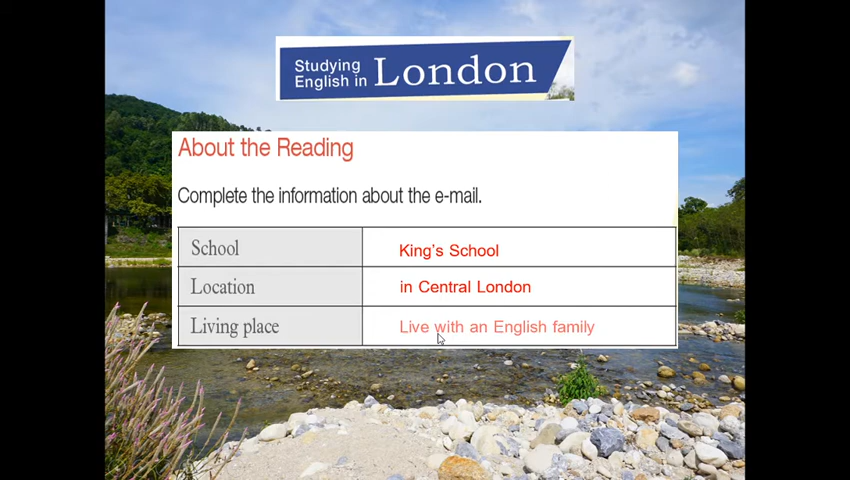 Studying
English in London
About the Reading
Complete the information about the e-mail.
School King's School
Location in Central London
Living place Live with an English family